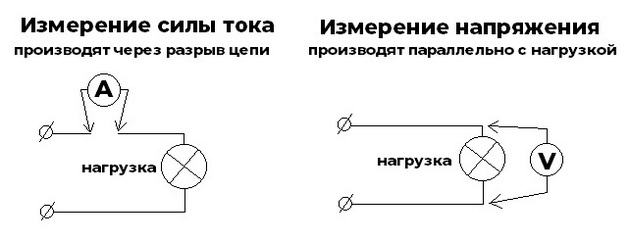 Измерение силы тока
производят через разрыв цепи
А
нагрузка
Измерение напряжения
производят параллельно с нагрузкой
нагрузка
V